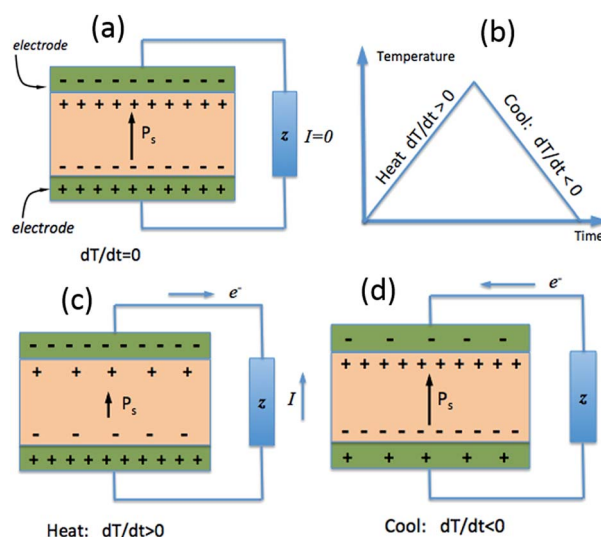 (a)
electrode
- - - - - - - - - -
+ + + + + + + + + +
P_s
- - - - - - - - -
+ + + + + + + + + +
electrode
z
I=0
dT/dt=0
(b)
Temperature
Heat dT/dt > 0
Cool: dT/dt < 0
Time
(c)
e⁻
- - - - - - - - - -
+ + + + +
P_s
- - - - -
+ + + + + + + + + +
z
I
Heat: dT/dt>0
(d)
e⁻
- - - - -
+ + + + + + + + + +
P_s
- - - - - - - - - -
+ + + + +
z
Cool: dT/dt<0